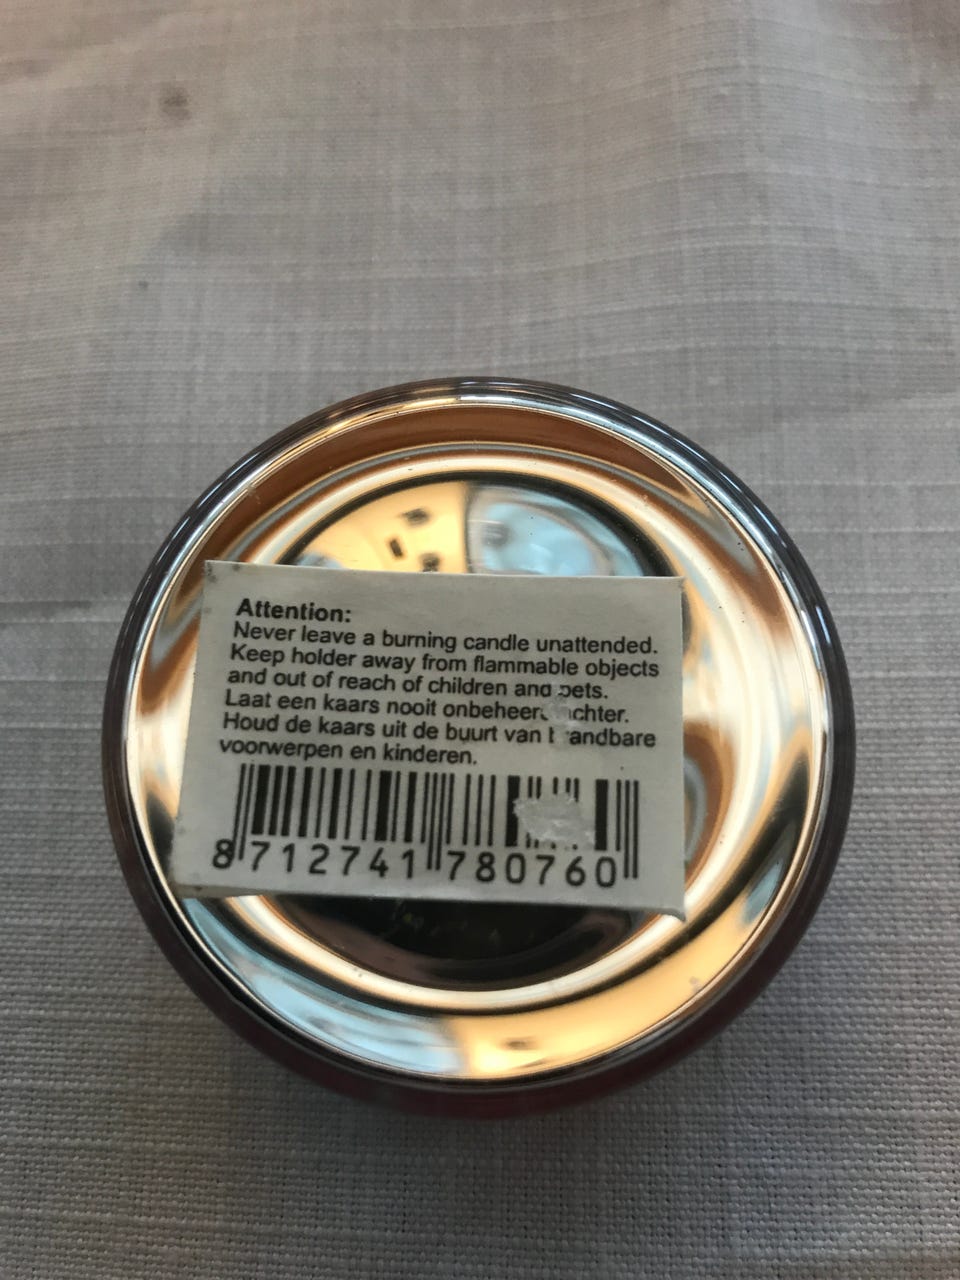 Attention:
Never leave a burning candle unattended.
Keep holder away from flammable objects
and out of reach of children and pets.
Laat een kaars nooit onbeheerd achter.
Houd de kaars uit de buurt van brandbare
voorwerpen en kinderen.
8 712741 780760